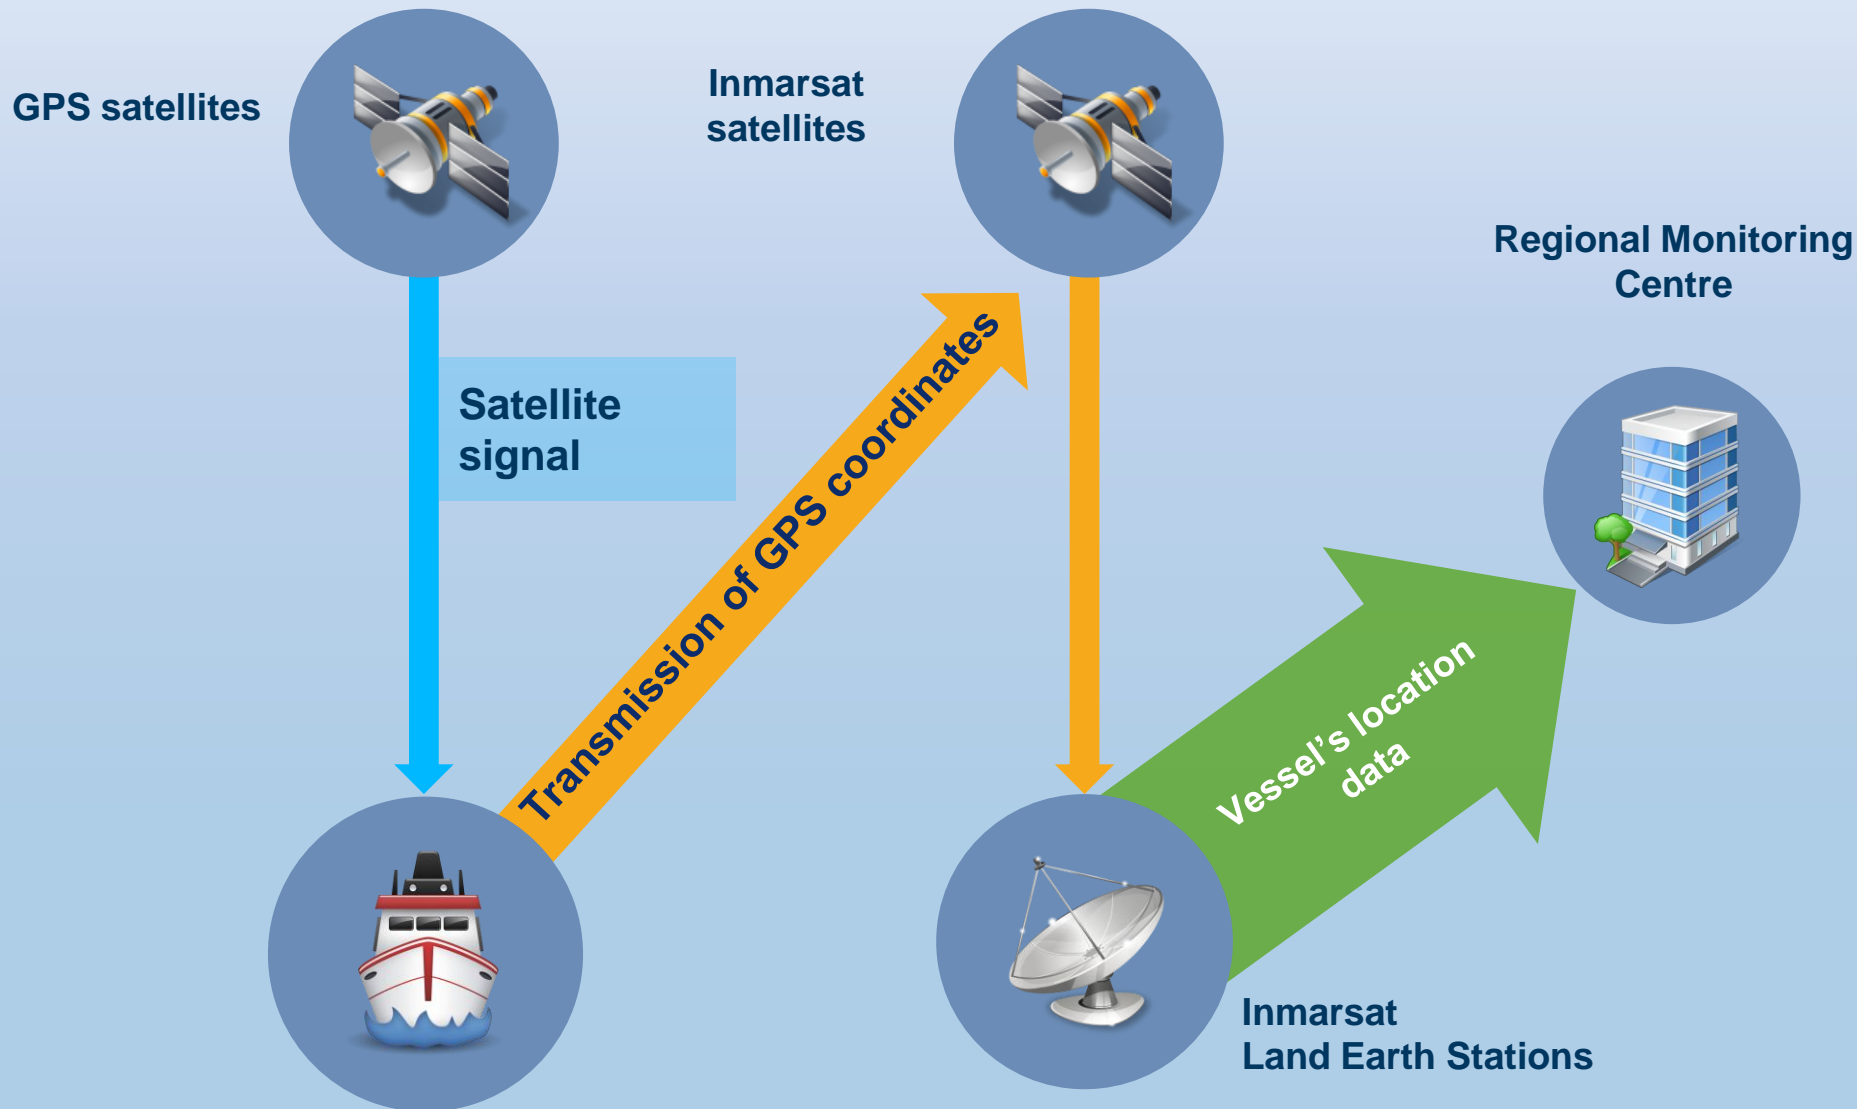 GPS satellites
Inmarsat
satellites
Regional Monitoring
Centre
Satellite
signal
Transmission of GPS coordinates
Vessel’s location
data
Inmarsat
Land Earth Stations